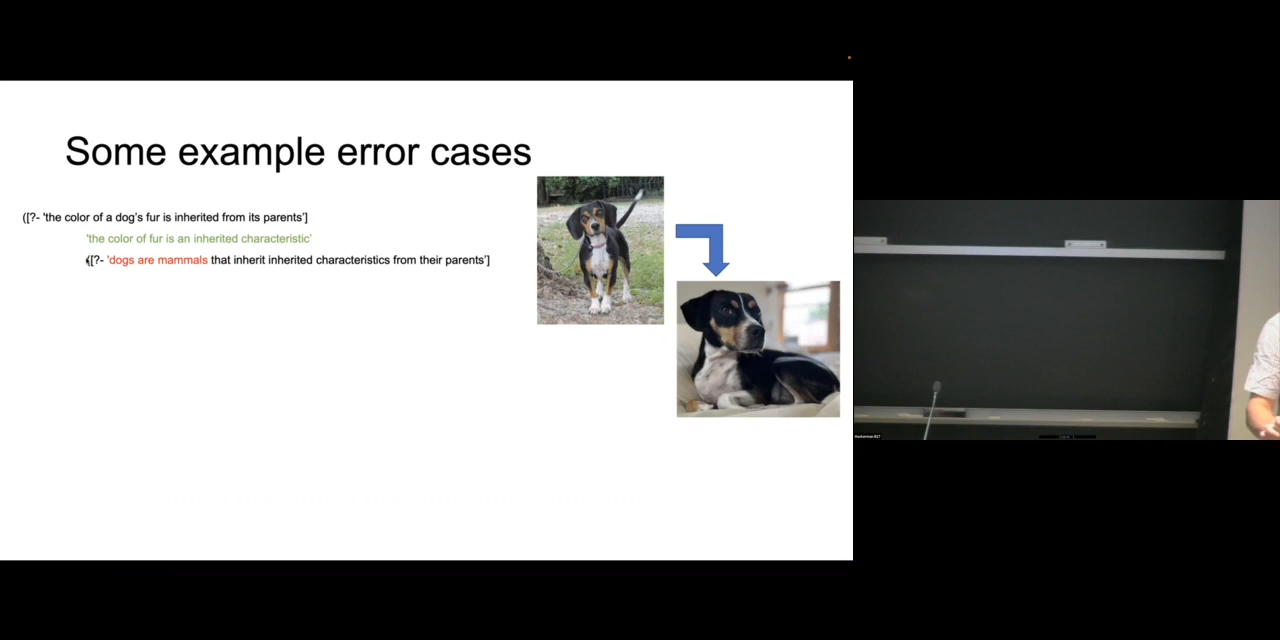 Some example error cases
([?- 'the color of a dog’s fur is inherited from its parents’]
'the color of fur is an inherited characteristic’
([?- 'dogs are mammals that inherit inherited characteristics from their parents’]